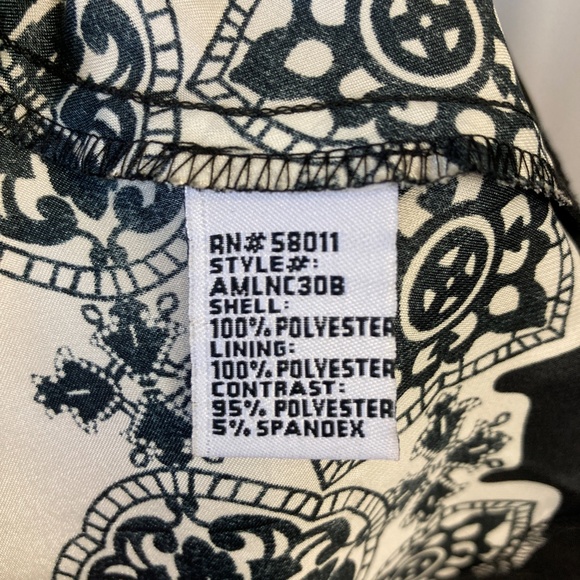 RN# 58011
STYLE#:
AMLNC30B
SHELL:
100% POLYESTER
LINING:
100% POLYESTER
CONTRAST:
95% POLYESTER
5% SPANDEX